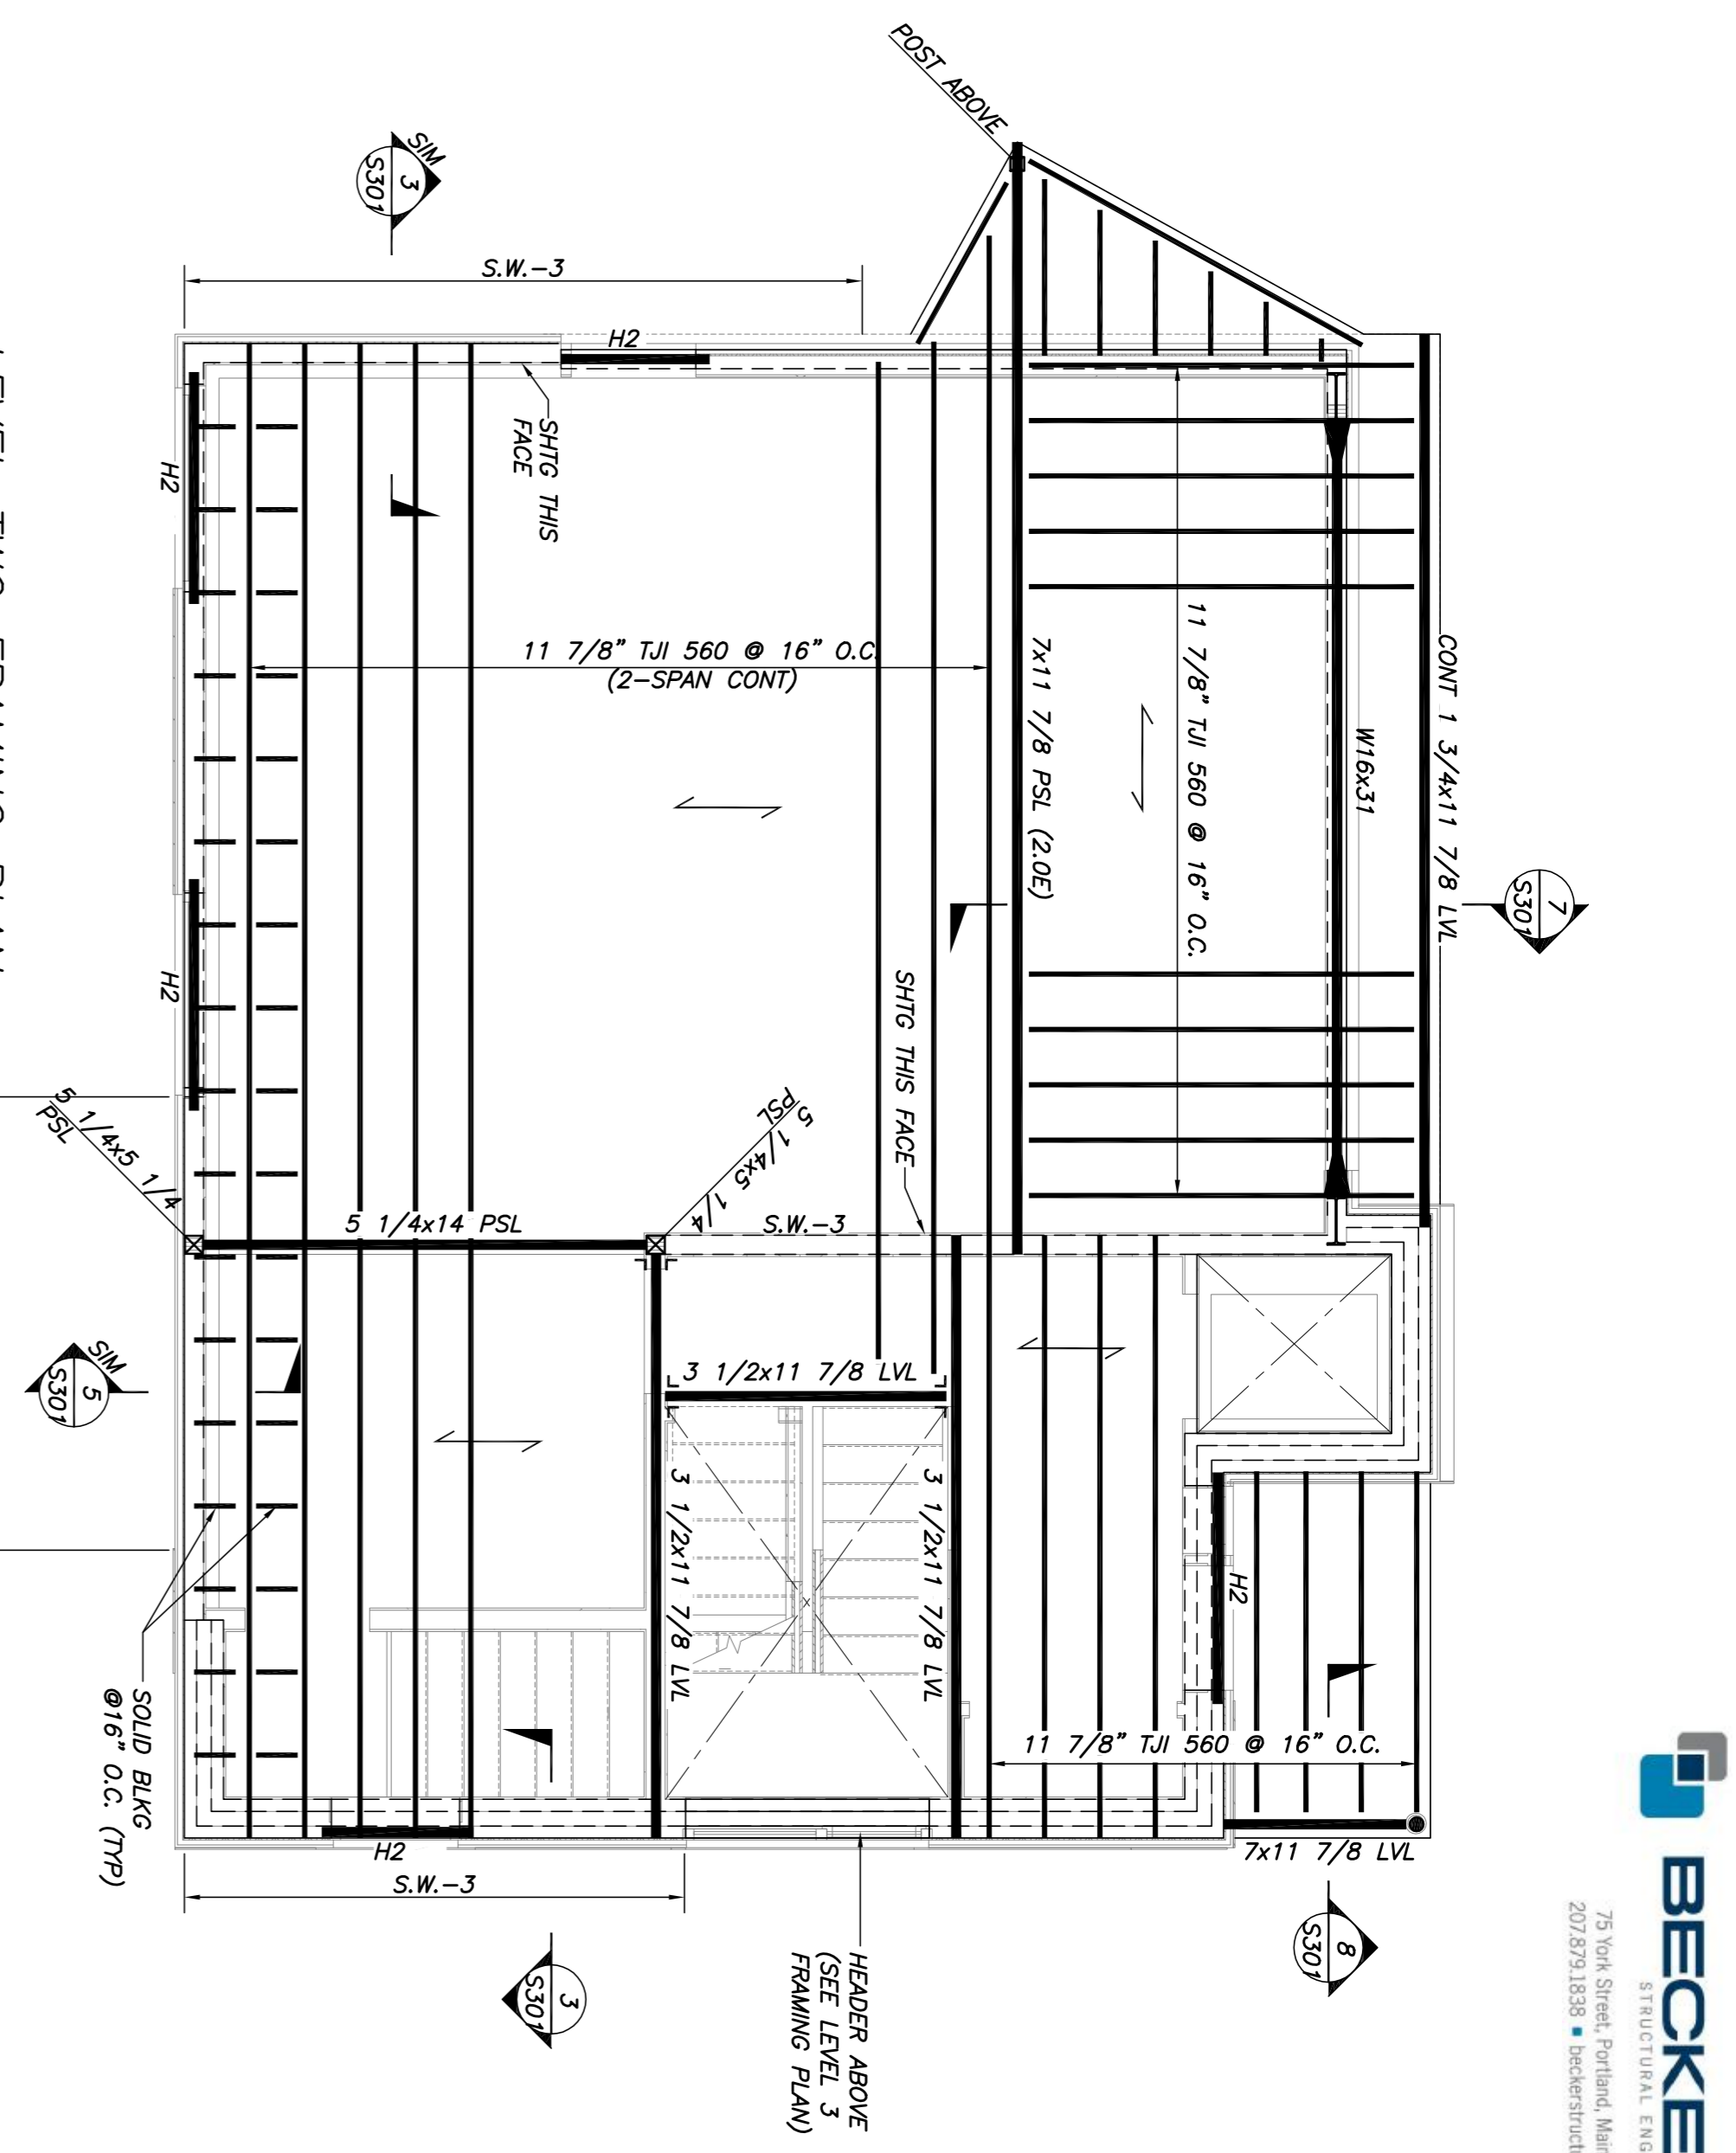 POST ABOVE
SIM
3
S301
S.W.-3
H2
SHTG THIS
FACE
H2
H2
11 7/8" TJI 560 @ 16" O.C.
(2-SPAN CONT)
7x11 7/8 PSL (2.0E)
11 7/8" TJI 560 @ 16" O.C.
W16x31
CONT 1 3/4x11 7/8 LVL
7
S301
SHTG THIS FACE
5 1/4x5 1/4
PSL
5 1/4x5 1/4
PSL
5 1/4x14 PSL
S.W.-3
SIM
5
S301
3 1/2x11 7/8 LVL
3 1/2x11 7/8 LVL
3 1/2x11 7/8 LVL
H2
11 7/8" TJI 560 @ 16" O.C.
7x11 7/8 LVL
SOLID BLKG
@16" O.C. (TYP)
H2
S.W.-3
3
S301
HEADER ABOVE
(SEE LEVEL 3
FRAMING PLAN)
8
S301
BECKE
STRUCTURAL ENG
75 York Street, Portland, Main
207.879.1838 ▪ beckerstructu